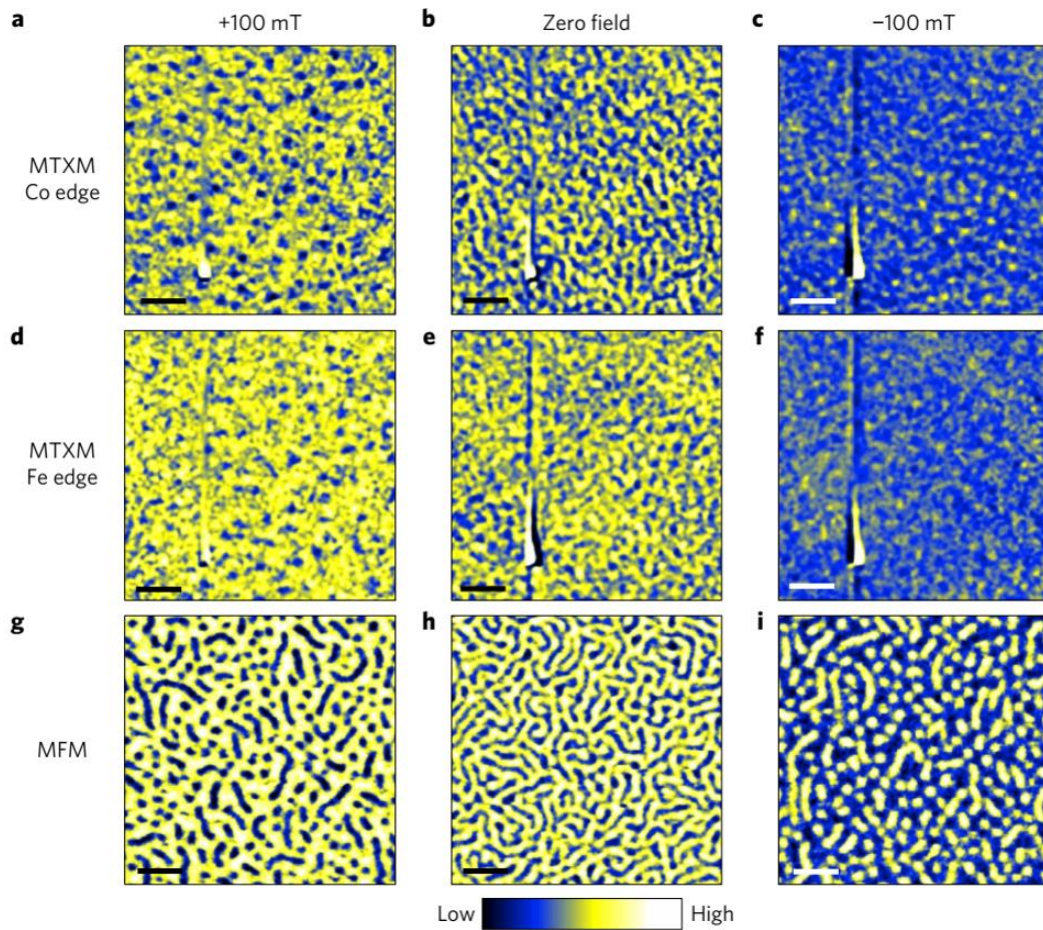 a
+100 mT
b
Zero field
c
−100 mT
MTXM
Co edge
d
e
f
MTXM
Fe edge
g
h
i
MFM
Low
High